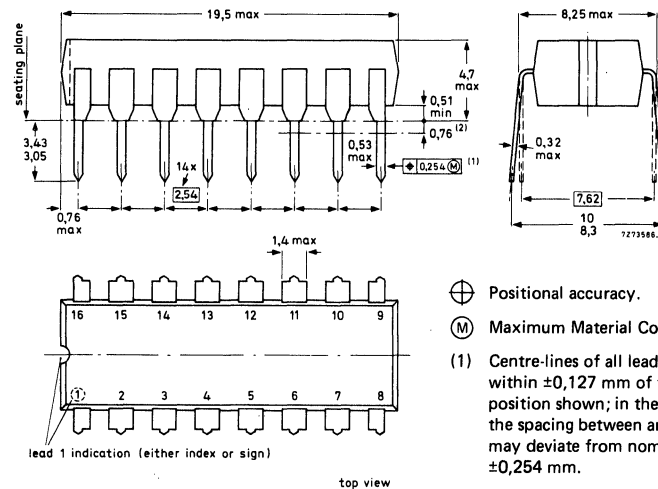 19,5 max
8,25 max
seating plane
4,7
max
0,51
min
0,76 (2)
3,43
3,05
0,53
max
0,254 M (1)
0,32
max
14x
2,54
0,76
max
7,62
10
8,3
7Z73586.
1,4 max
16 15 14 13 12 11 10 9
1 2 3 4 5 6 7 8
lead 1 indication (either index or sign)
top view
Positional accuracy.
M Maximum Material Co
(1) Centre-lines of all lead
within ±0,127 mm of
position shown; in the
the spacing between a
may deviate from nom
±0,254 mm.